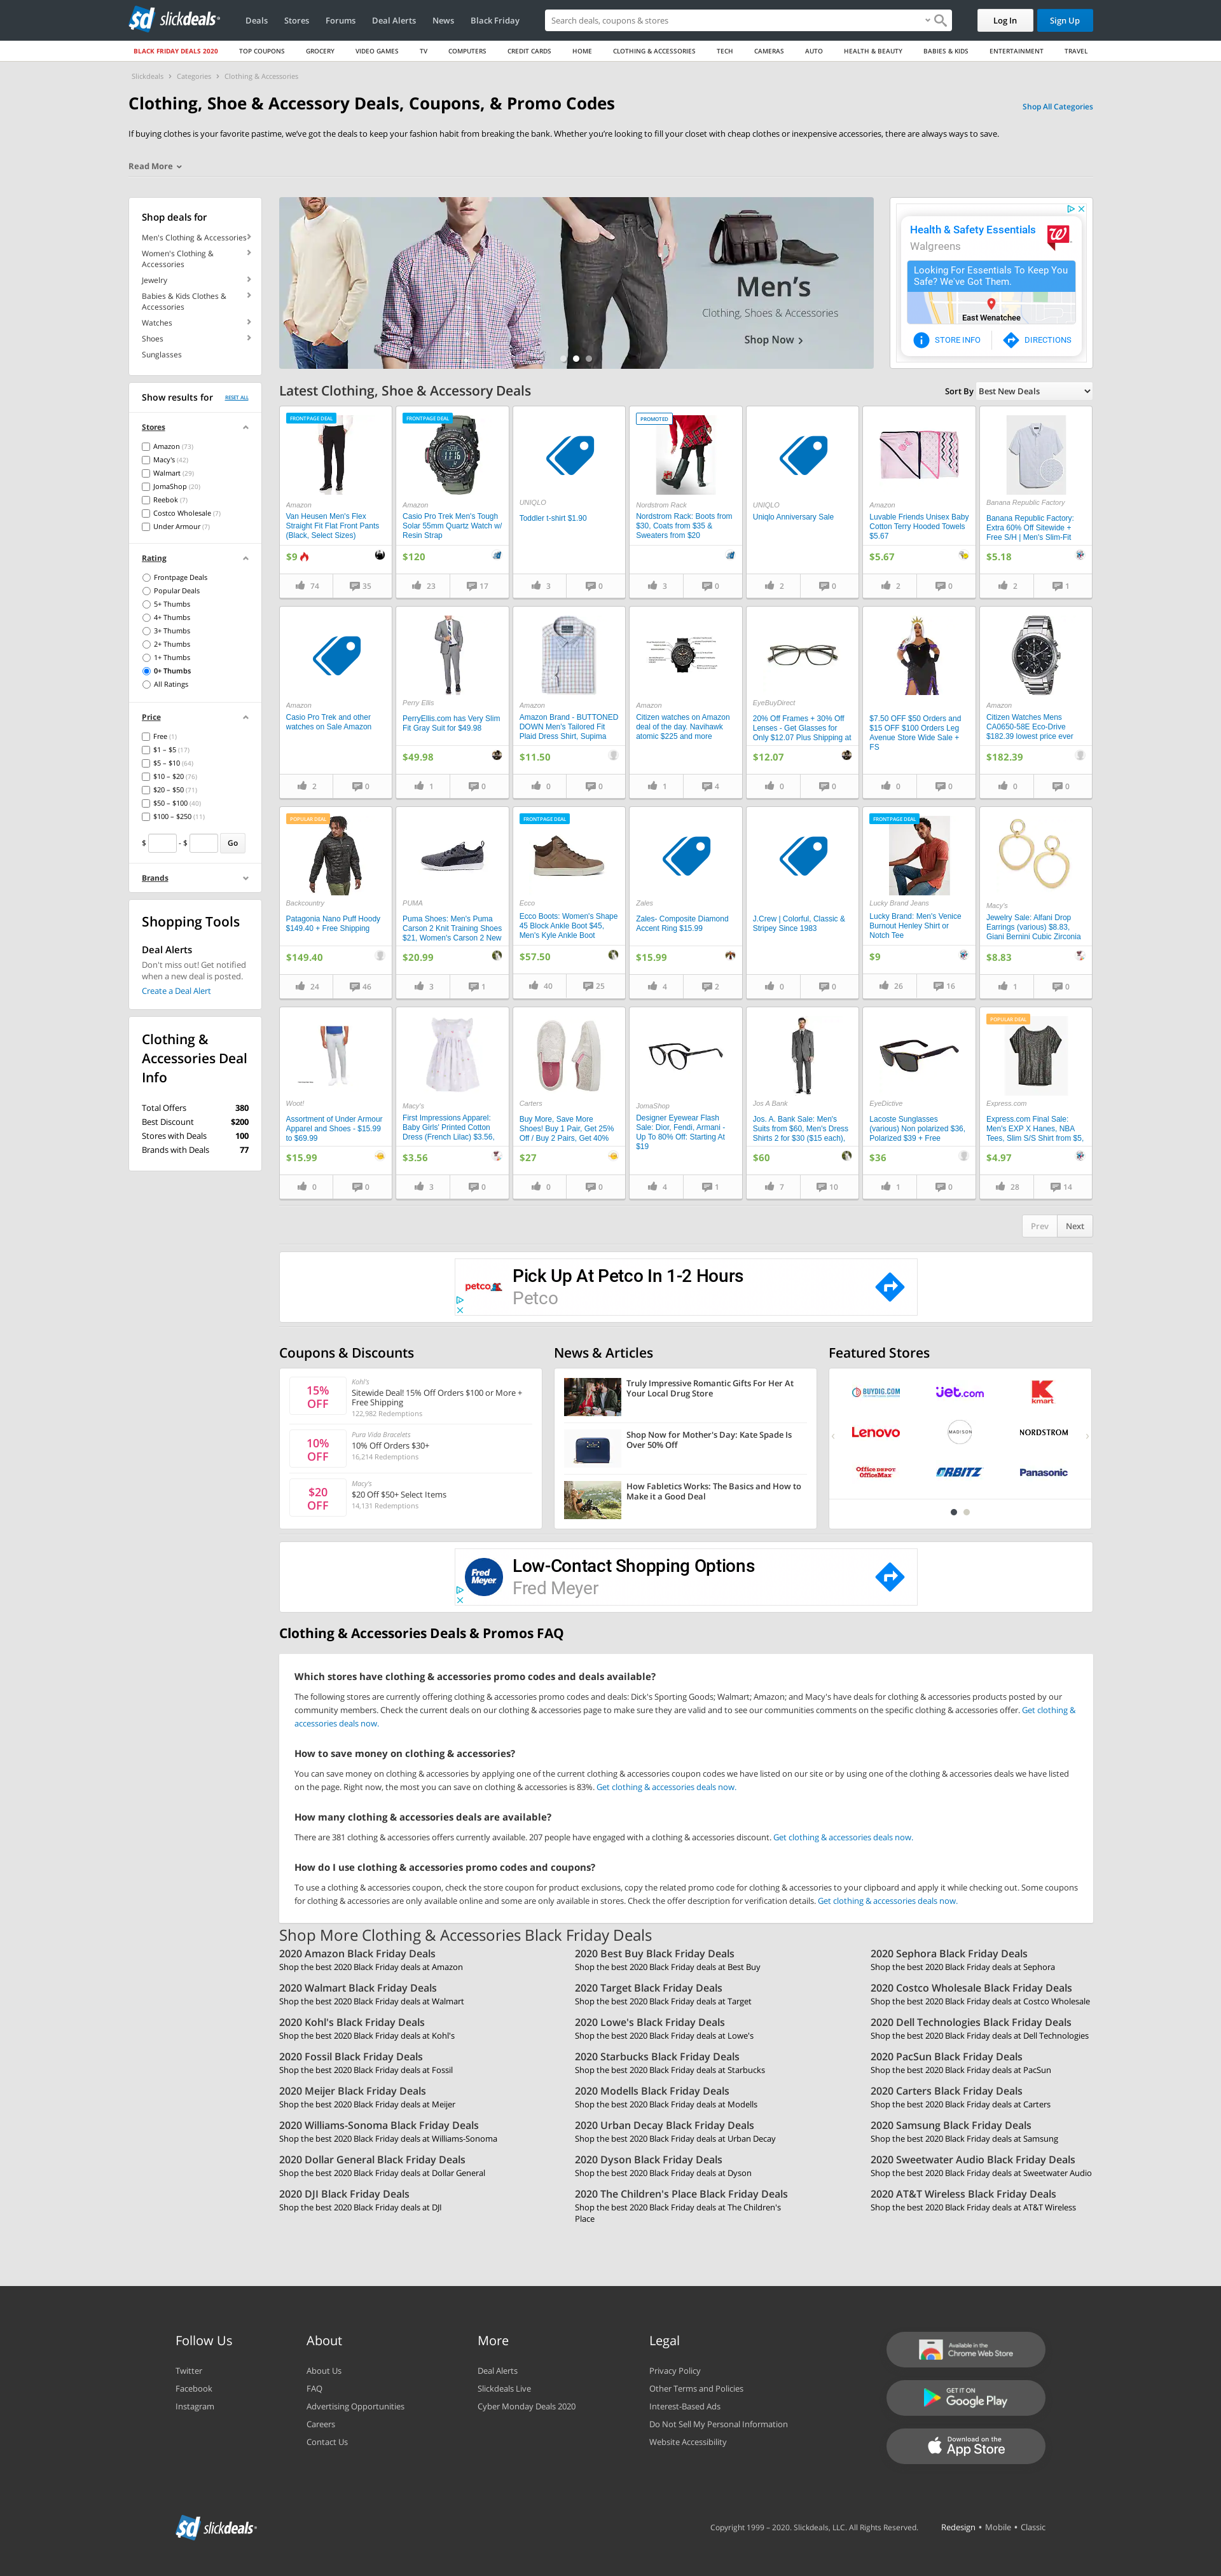 slickdeals
Deals
Stores
Forums
Deal Alerts
News
Black Friday
Search deals, coupons & stores
Log In
Sign Up
BLACK FRIDAY DEALS 2020
TOP COUPONS
GROCERY
VIDEO GAMES
TV
COMPUTERS
CREDIT CARDS
HOME
CLOTHING & ACCESSORIES
TECH
CAMERAS
AUTO
HEALTH & BEAUTY
BABIES & KIDS
ENTERTAINMENT
TRAVEL
Slickdeals › Categories › Clothing & Accessories
Clothing, Shoe & Accessory Deals, Coupons, & Promo Codes
Shop All Categories
If buying clothes is your favorite pastime, we've got the deals to keep your fashion habit from breaking the bank. Whether you're looking to fill your closet with cheap clothes or inexpensive accessories, there are always ways to save.
Read More
Shop deals for
Men's Clothing & Accessories
Women's Clothing &
Accessories
Jewelry
Babies & Kids Clothes &
Accessories
Watches
Shoes
Sunglasses
Show results for
RESET ALL
Stores
Amazon (73)
Macy's (42)
Walmart (29)
JomaShop (20)
Reebok (7)
Costco Wholesale (7)
Under Armour (7)
Rating
Frontpage Deals
Popular Deals
5+ Thumbs
4+ Thumbs
3+ Thumbs
2+ Thumbs
1+ Thumbs
0+ Thumbs
All Ratings
Price
Free (1)
$1 – $5 (17)
$5 – $10 (64)
$10 – $20 (76)
$20 – $50 (71)
$50 – $100 (40)
$100 – $250 (11)
$ - $ Go
Brands
Shopping Tools
Deal Alerts
Don't miss out! Get notified
when a new deal is posted.
Create a Deal Alert
Clothing &
Accessories Deal
Info
Total Offers 380
Best Discount $200
Stores with Deals 100
Brands with Deals 77
Men's
Clothing, Shoes & Accessories
Shop Now
Health & Safety Essentials
Walgreens
Looking For Essentials To Keep You
Safe? We've Got Them.
East Wenatchee
STORE INFO
DIRECTIONS
Latest Clothing, Shoe & Accessory Deals
Sort By Best New Deals
FRONTPAGE DEAL
Amazon
Van Heusen Men's Flex
Straight Fit Flat Front Pants
(Black, Select Sizes)
$9
74 35
FRONTPAGE DEAL
Amazon
Casio Pro Trek Men's Tough
Solar 55mm Quartz Watch w/
Resin Strap
$120
23 17
UNIQLO
Toddler t-shirt $1.90
3 0
PROMOTED
Nordstrom Rack
Nordstrom Rack: Boots from
$30, Coats from $35 &
Sweaters from $20
3 0
UNIQLO
Uniqlo Anniversary Sale
2 0
Amazon
Luvable Friends Unisex Baby
Cotton Terry Hooded Towels
$5.67
$5.67
2 0
Banana Republic Factory
Banana Republic Factory:
Extra 60% Off Sitewide +
Free S/H | Men's Slim-Fit
$5.18
2 1
Amazon
Casio Pro Trek and other
watches on Sale Amazon
2 0
Perry Ellis
PerryEllis.com has Very Slim
Fit Gray Suit for $49.98
$49.98
1 0
Amazon
Amazon Brand - BUTTONED
DOWN Men's Tailored Fit
Plaid Dress Shirt, Supima
$11.50
0 0
Amazon
Citizen watches on Amazon
deal of the day. Navihawk
atomic $225 and more
1 4
EyeBuyDirect
20% Off Frames + 30% Off
Lenses - Get Glasses for
Only $12.07 Plus Shipping at
$12.07
0 0
$7.50 OFF $50 Orders and
$15 OFF $100 Orders Leg
Avenue Store Wide Sale +
FS
0 0
Amazon
Citizen Watches Mens
CA0650-58E Eco-Drive
$182.39 lowest price ever
$182.39
0 0
POPULAR DEAL
Backcountry
Patagonia Nano Puff Hoody
$149.40 + Free Shipping
$149.40
24 46
PUMA
Puma Shoes: Men's Puma
Carson 2 Knit Training Shoes
$21, Women's Carson 2 New
$20.99
3 1
FRONTPAGE DEAL
Ecco
Ecco Boots: Women's Shape
45 Block Ankle Boot $45,
Men's Kyle Ankle Boot
$57.50
40 25
Zales
Zales- Composite Diamond
Accent Ring $15.99
$15.99
4 2
J.Crew | Colorful, Classic &
Stripey Since 1983
0 0
FRONTPAGE DEAL
Lucky Brand Jeans
Lucky Brand: Men's Venice
Burnout Henley Shirt or
Notch Tee
$9
26 16
Macy's
Jewelry Sale: Alfani Drop
Earrings (various) $8.83,
Giani Bernini Cubic Zirconia
$8.83
1 0
Woot!
Assortment of Under Armour
Apparel and Shoes - $15.99
to $69.99
$15.99
0 0
Macy's
First Impressions Apparel:
Baby Girls' Printed Cotton
Dress (French Lilac) $3.56,
$3.56
3 0
Carters
Buy More, Save More
Shoes! Buy 1 Pair, Get 25%
Off / Buy 2 Pairs, Get 40%
$27
0 0
JomaShop
Designer Eyewear Flash
Sale: Dior, Fendi, Armani -
Up To 80% Off: Starting At
$19
4 1
Jos A Bank
Jos. A. Bank Sale: Men's
Suits from $60, Men's Dress
Shirts 2 for $30 ($15 each),
$60
7 10
EyeDictive
Lacoste Sunglasses
(various) Non polarized $36,
Polarized $39 + Free
$36
1 0
POPULAR DEAL
Express.com
Express.com Final Sale:
Men's EXP X Hanes, NBA
Tees, Slim S/S Shirt from $5,
$4.97
28 14
Prev Next
petco
Pick Up At Petco In 1-2 Hours
Petco
Coupons & Discounts
15%
OFF
Kohl's
Sitewide Deal! 15% Off Orders $100 or More +
Free Shipping
122,982 Redemptions
10%
OFF
Pura Vida Bracelets
10% Off Orders $30+
16,214 Redemptions
$20
OFF
Macy's
$20 Off $50+ Select Items
14,131 Redemptions
News & Articles
Truly Impressive Romantic Gifts For Her At
Your Local Drug Store
Shop Now for Mother's Day: Kate Spade Is
Over 50% Off
How Fabletics Works: The Basics and How to
Make it a Good Deal
Featured Stores
BUYDIG.COM
jet.com
kmart
Lenovo
MADISON
NORDSTROM
Office DEPOT
OfficeMax
ORBITZ
Panasonic
Fred
Meyer
Low-Contact Shopping Options
Fred Meyer
Clothing & Accessories Deals & Promos FAQ
Which stores have clothing & accessories promo codes and deals available?
The following stores are currently offering clothing & accessories promo codes and deals: Dick's Sporting Goods; Walmart; Amazon; and Macy's have deals for clothing & accessories products posted by our
community members. Check the current deals on our clothing & accessories page to make sure they are valid and to see our communities comments on the specific clothing & accessories offer. Get clothing &
accessories deals now.
How to save money on clothing & accessories?
You can save money on clothing & accessories by applying one of the current clothing & accessories coupon codes we have listed on our site or by using one of the clothing & accessories deals we have listed
on the page. Right now, the most you can save on clothing & accessories is 83%. Get clothing & accessories deals now.
How many clothing & accessories deals are available?
There are 381 clothing & accessories offers currently available. 207 people have engaged with a clothing & accessories discount. Get clothing & accessories deals now.
How do I use clothing & accessories promo codes and coupons?
To use a clothing & accessories coupon, check the store coupon for product exclusions, copy the related promo code for clothing & accessories to your clipboard and apply it while checking out. Some coupons
for clothing & accessories are only available online and some are only available in stores. Check the offer description for verification details. Get clothing & accessories deals now.
Shop More Clothing & Accessories Black Friday Deals
2020 Amazon Black Friday Deals
Shop the best 2020 Black Friday deals at Amazon
2020 Best Buy Black Friday Deals
Shop the best 2020 Black Friday deals at Best Buy
2020 Sephora Black Friday Deals
Shop the best 2020 Black Friday deals at Sephora
2020 Walmart Black Friday Deals
Shop the best 2020 Black Friday deals at Walmart
2020 Target Black Friday Deals
Shop the best 2020 Black Friday deals at Target
2020 Costco Wholesale Black Friday Deals
Shop the best 2020 Black Friday deals at Costco Wholesale
2020 Kohl's Black Friday Deals
Shop the best 2020 Black Friday deals at Kohl's
2020 Lowe's Black Friday Deals
Shop the best 2020 Black Friday deals at Lowe's
2020 Dell Technologies Black Friday Deals
Shop the best 2020 Black Friday deals at Dell Technologies
2020 Fossil Black Friday Deals
Shop the best 2020 Black Friday deals at Fossil
2020 Starbucks Black Friday Deals
Shop the best 2020 Black Friday deals at Starbucks
2020 PacSun Black Friday Deals
Shop the best 2020 Black Friday deals at PacSun
2020 Meijer Black Friday Deals
Shop the best 2020 Black Friday deals at Meijer
2020 Modells Black Friday Deals
Shop the best 2020 Black Friday deals at Modells
2020 Carters Black Friday Deals
Shop the best 2020 Black Friday deals at Carters
2020 Williams-Sonoma Black Friday Deals
Shop the best 2020 Black Friday deals at Williams-Sonoma
2020 Urban Decay Black Friday Deals
Shop the best 2020 Black Friday deals at Urban Decay
2020 Samsung Black Friday Deals
Shop the best 2020 Black Friday deals at Samsung
2020 Dollar General Black Friday Deals
Shop the best 2020 Black Friday deals at Dollar General
2020 Dyson Black Friday Deals
Shop the best 2020 Black Friday deals at Dyson
2020 Sweetwater Audio Black Friday Deals
Shop the best 2020 Black Friday deals at Sweetwater Audio
2020 DJI Black Friday Deals
Shop the best 2020 Black Friday deals at DJI
2020 The Children's Place Black Friday Deals
Shop the best 2020 Black Friday deals at The Children's
Place
2020 AT&T Wireless Black Friday Deals
Shop the best 2020 Black Friday deals at AT&T Wireless
Follow Us
Twitter
Facebook
Instagram
About
About Us
FAQ
Advertising Opportunities
Careers
Contact Us
More
Deal Alerts
Slickdeals Live
Cyber Monday Deals 2020
Legal
Privacy Policy
Other Terms and Policies
Interest-Based Ads
Do Not Sell My Personal Information
Website Accessibility
Available in the
Chrome Web Store
GET IT ON
Google Play
Download on the
App Store
slickdeals
Copyright 1999 – 2020. Slickdeals, LLC. All Rights Reserved.
Redesign • Mobile • Classic